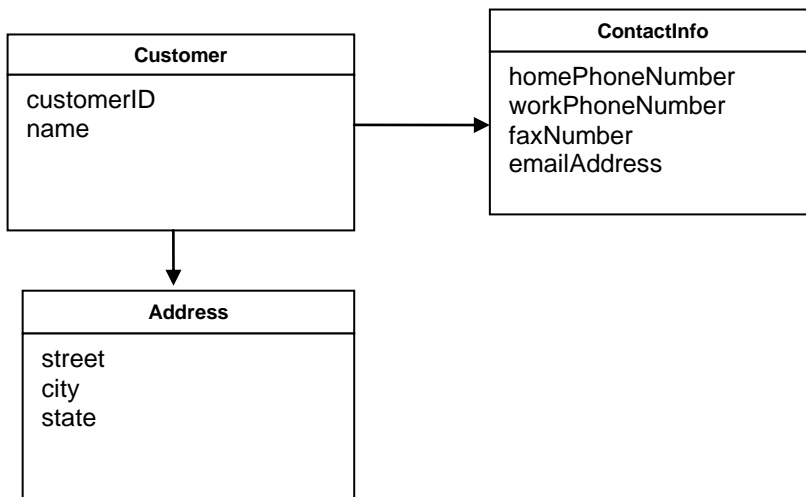 Customer
customerID
name
ContactInfo
homePhoneNumber
workPhoneNumber
faxNumber
emailAddress
Address
street
city
state